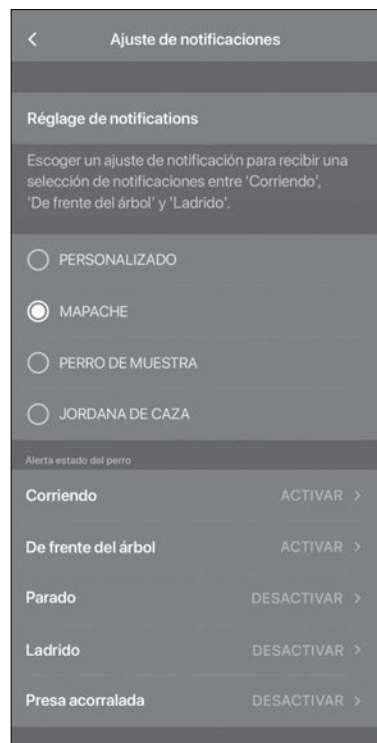 Ajuste de notificaciones
Réglage de notifications
Escoger un ajuste de notificación para recibir una
selección de notificaciones entre 'Corriendo',
'De frente del árbol' y 'Ladrido'.
PERSONALIZADO
MAPACHE
PERRO DE MUESTRA
JORDANA DE CAZA
Alerta estado del perro
Corriendo ACTIVAR >
De frente del árbol ACTIVAR >
Parado DESACTIVAR >
Ladrido DESACTIVAR >
Presa acorralada DESACTIVAR >